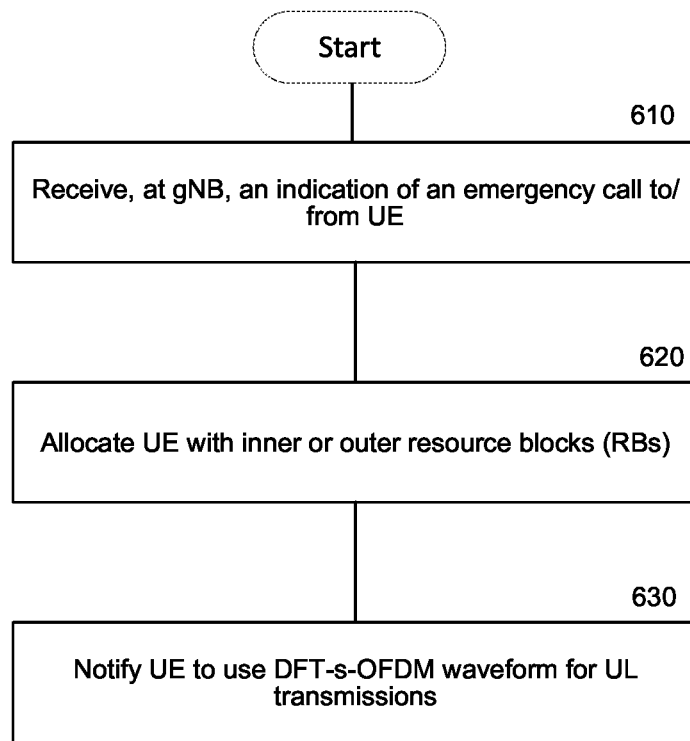 Start
610
Receive, at gNB, an indication of an emergency call to/
from UE
620
Allocate UE with inner or outer resource blocks (RBs)
630
Notify UE to use DFT-s-OFDM waveform for UL
transmissions